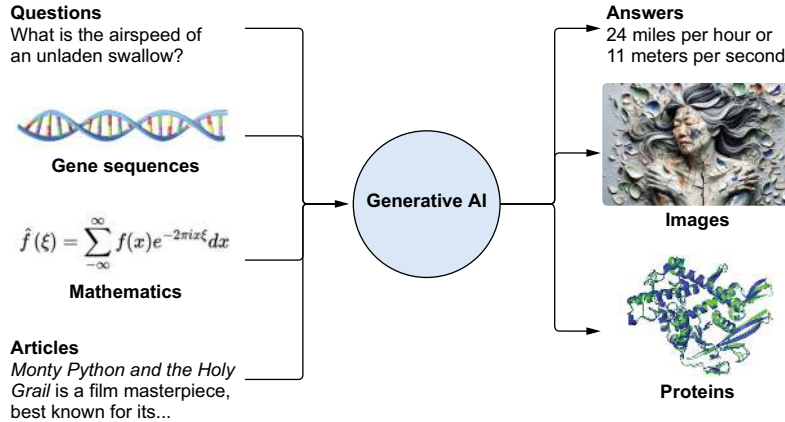 Questions
What is the airspeed of
an unladen swallow?
Gene sequences
f̂(ξ) = ∑_{-∞}^{∞} f(x)e^{-2πixξ}dx
Mathematics
Articles
Monty Python and the Holy
Grail is a film masterpiece,
best known for its...
Generative AI
Answers
24 miles per hour or
11 meters per second
Images
Proteins